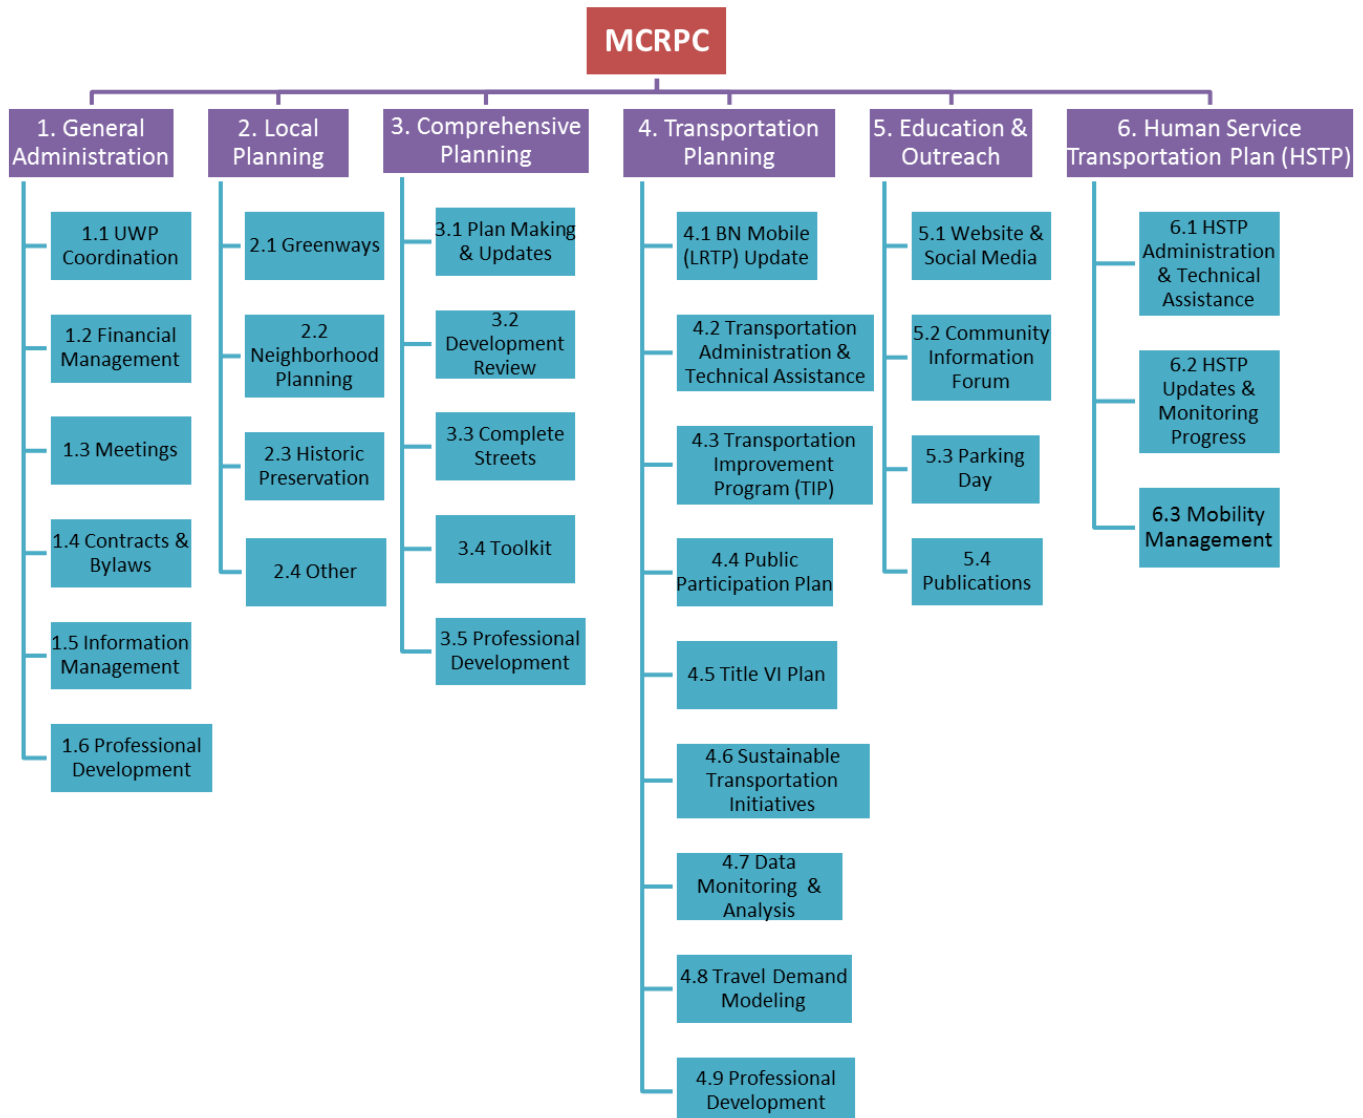 MCRPC
1. General
Administration
1.1 UWP
Coordination
1.2 Financial
Management
1.3 Meetings
1.4 Contracts &
Bylaws
1.5 Information
Management
1.6 Professional
Development
2. Local
Planning
2.1 Greenways
2.2
Neighborhood
Planning
2.3 Historic
Preservation
2.4 Other
3. Comprehensive
Planning
3.1 Plan Making
& Updates
3.2
Development
Review
3.3 Complete
Streets
3.4 Toolkit
3.5 Professional
Development
4. Transportation
Planning
4.1 BN Mobile
(LRTP) Update
4.2 Transportation
Administration &
Technical Assistance
4.3 Transportation
Improvement
Program (TIP)
4.4 Public
Participation Plan
4.5 Title VI Plan
4.6 Sustainable
Transportation
Initiatives
4.7 Data
Monitoring &
Analysis
4.8 Travel Demand
Modeling
4.9 Professional
Development
5. Education &
Outreach
5.1 Website &
Social Media
5.2 Community
Information
Forum
5.3 Parking
Day
5.4
Publications
6. Human Service
Transportation Plan (HSTP)
6.1 HSTP
Administration
& Technical
Assistance
6.2 HSTP
Updates &
Monitoring
Progress
6.3 Mobility
Management